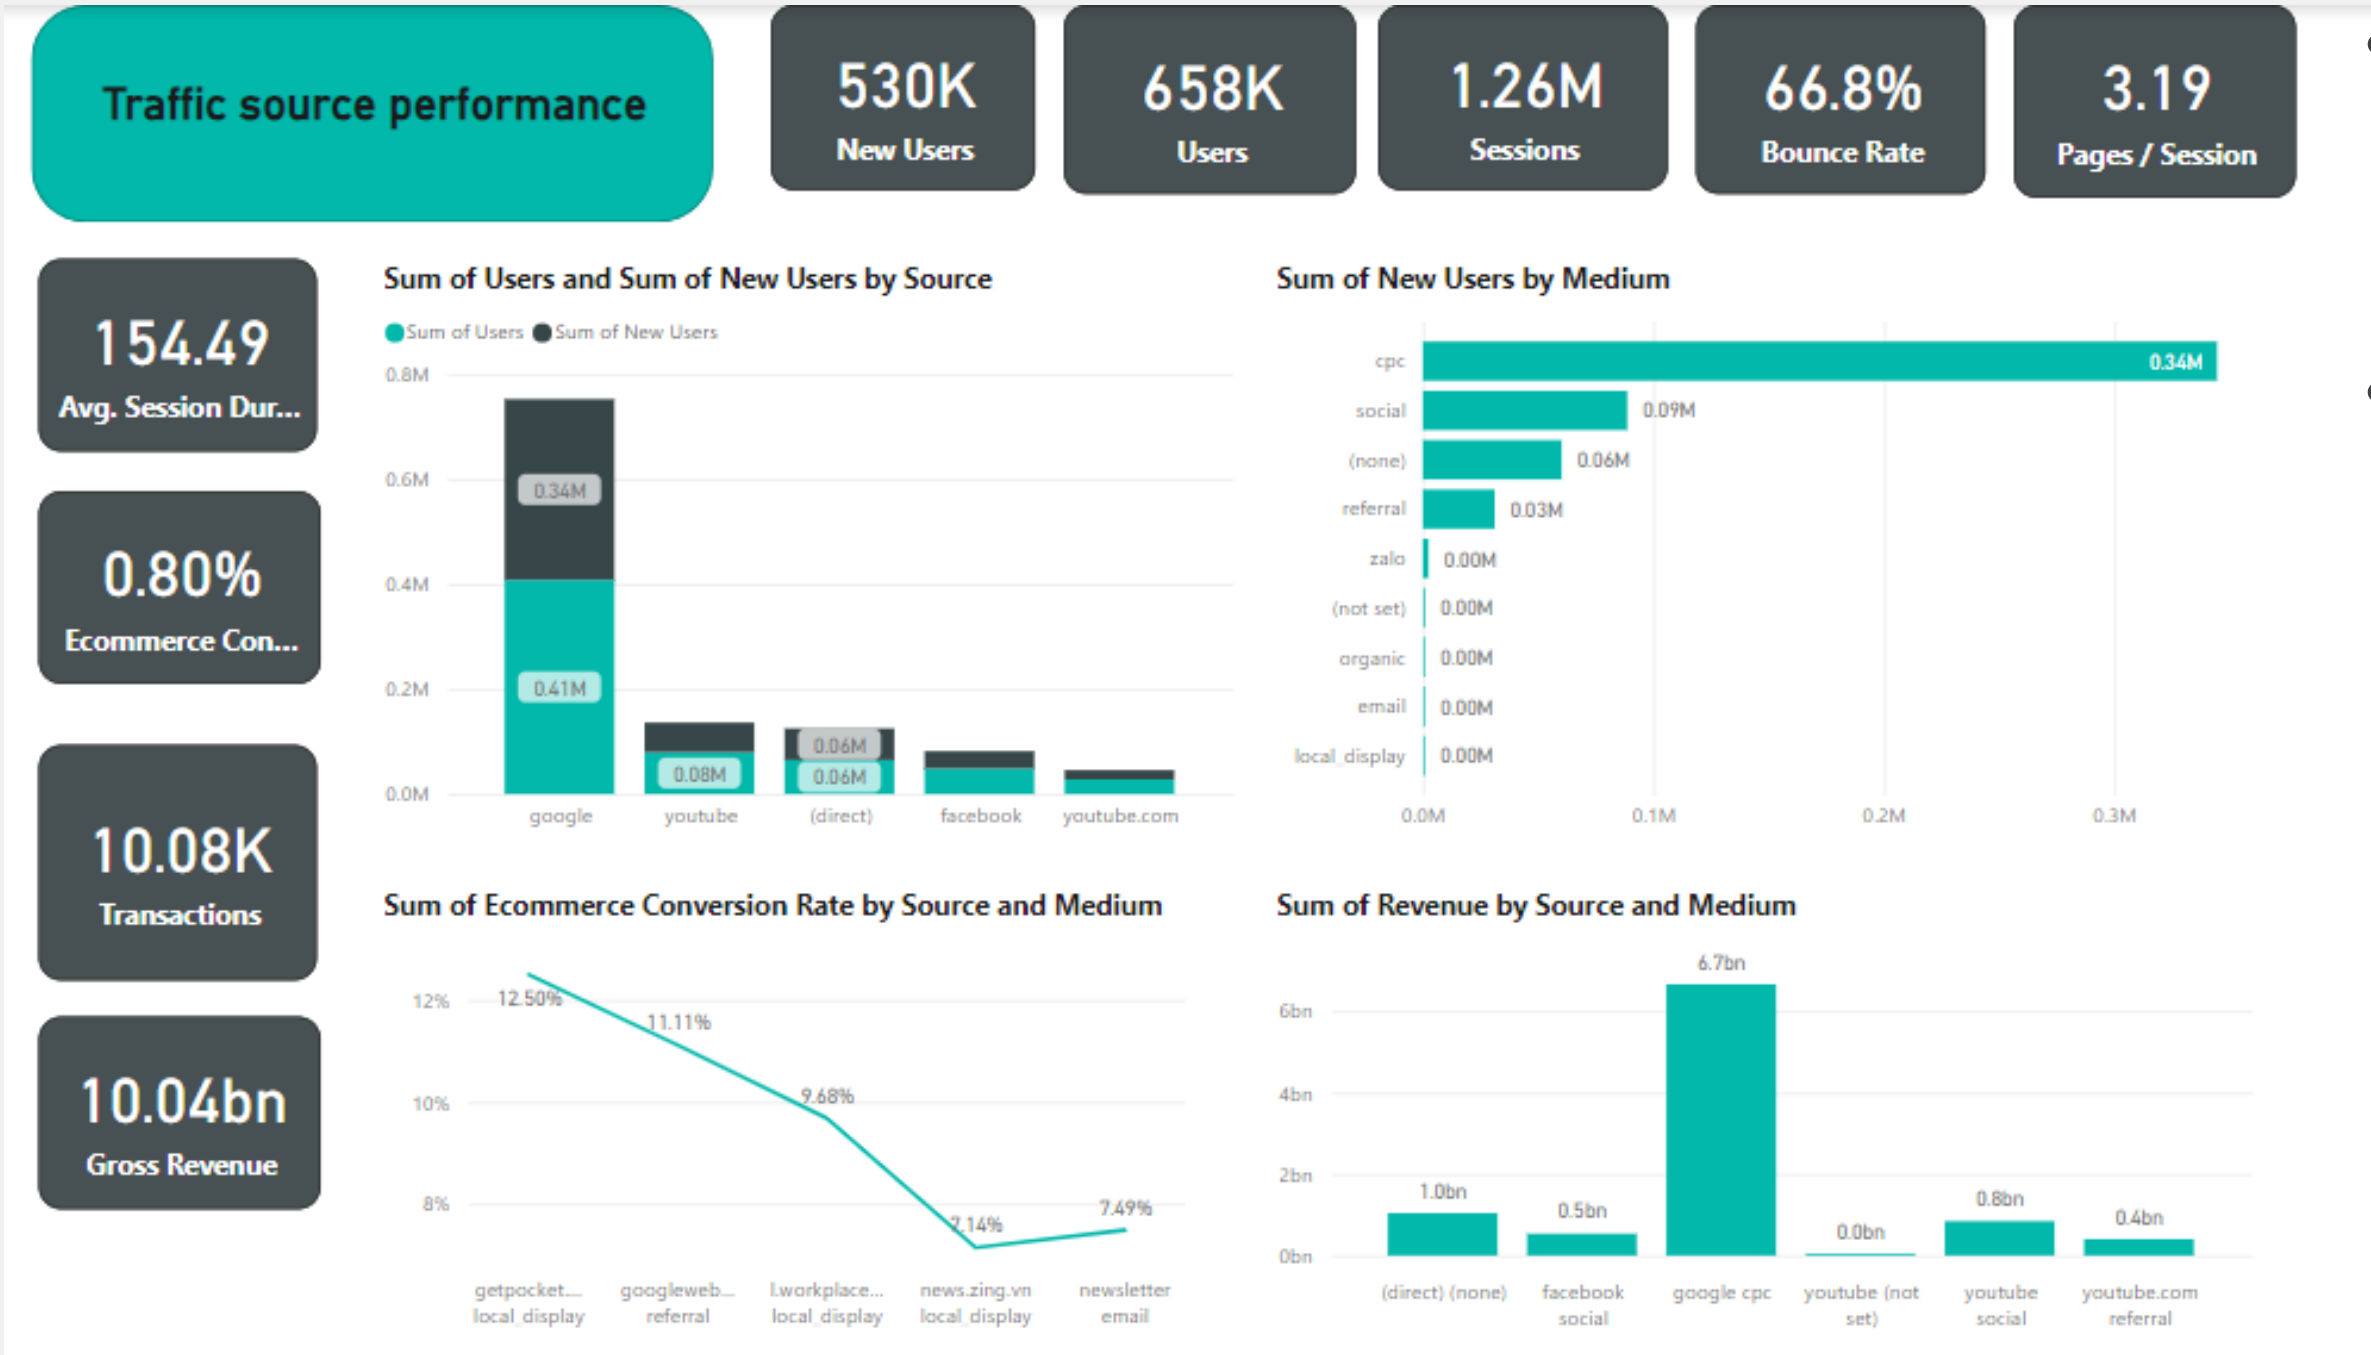 Traffic source performance
530K
New Users
658K
Users
1.26M
Sessions
66.8%
Bounce Rate
3.19
Pages / Session
154.49
Avg. Session Dur...
0.80%
Ecommerce Con...
10.08K
Transactions
10.04bn
Gross Revenue
Sum of Users and Sum of New Users by Source
Sum of Users Sum of New Users
0.8M
0.6M
0.4M
0.2M
0.0M
0.34M
0.41M
0.08M
0.06M
0.06M
google youtube (direct) facebook youtube.com
Sum of New Users by Medium
cpc 0.34M
social 0.09M
(none) 0.06M
referral 0.03M
zalo 0.00M
(not set) 0.00M
organic 0.00M
email 0.00M
local_display 0.00M
0.0M 0.1M 0.2M 0.3M
Sum of Ecommerce Conversion Rate by Source and Medium
12%
10%
8%
12.50%
11.11%
9.68%
7.14%
7.49%
getpocket.... googleweb... l.workplace... news.zing.vn newsletter
local_display referral local_display local_display email
Sum of Revenue by Source and Medium
6bn
4bn
2bn
0bn
1.0bn
0.5bn
6.7bn
0.0bn
0.8bn
0.4bn
(direct) (none) facebook google cpc youtube (not youtube youtube.com
social set) social referral